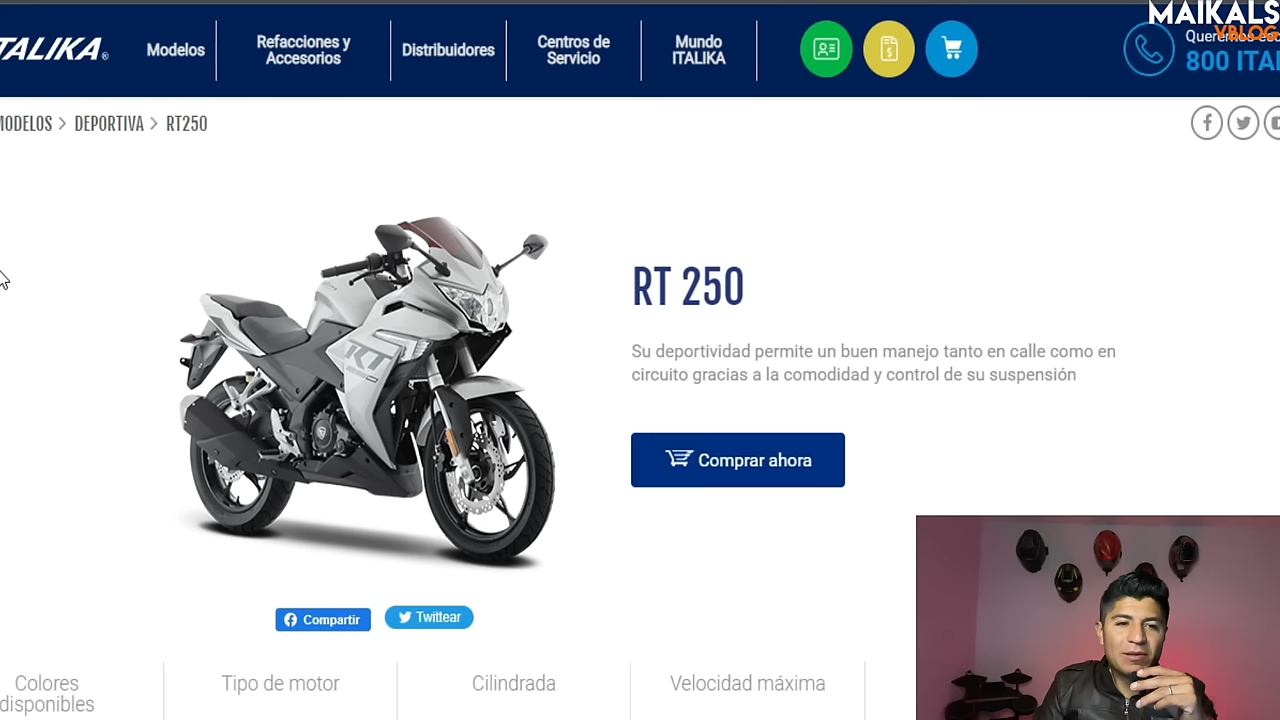 MAIKALS
VBLOG
TALIKA®
Modelos
Refacciones y
Accesorios
Distribuidores
Centros de
Servicio
Mundo
ITALIKA
800 ITAL
MODELOS > DEPORTIVA > RT250
RT
RT 250
Su deportividad permite un buen manejo tanto en calle como en
circuito gracias a la comodidad y control de su suspensión
Comprar ahora
Compartir
Twittear
Colores
disponibles
Tipo de motor
Cilindrada
Velocidad máxima